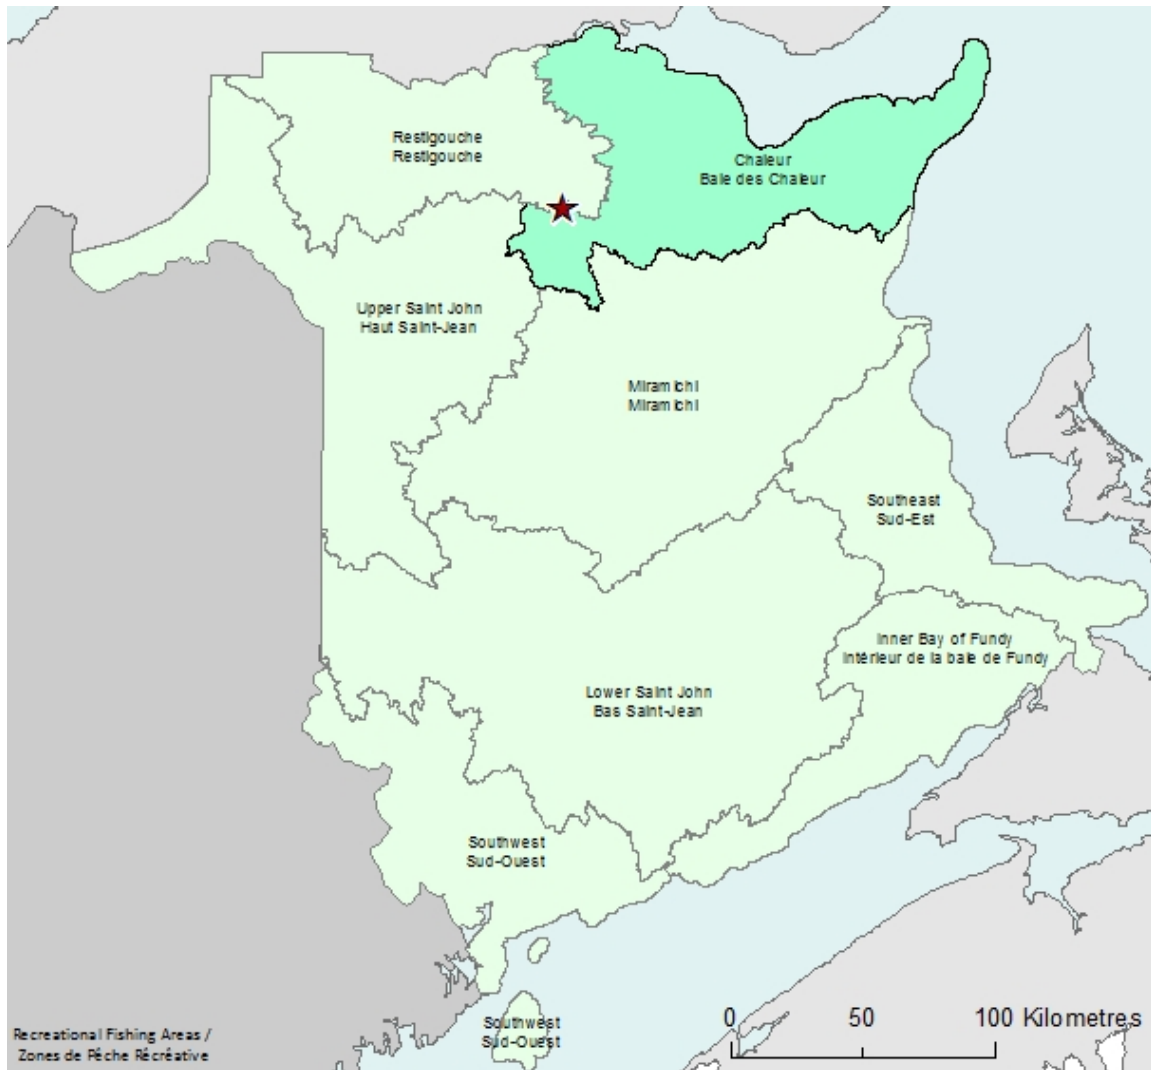 Restigouche
Restigouche
Chaleur
Baie des Chaleur
Upper Saint John
Haut Saint-Jean
Miramichi
Miramichi
Southeast
Sud-Est
Inner Bay of Fundy
Intérieur de la baie de Fundy
Lower Saint John
Bas Saint-Jean
Southwest
Sud-Ouest
Southwest
Sud-Ouest
0 50 100 Kilometres
Recreational Fishing Areas /
Zones de Pêche Récréative